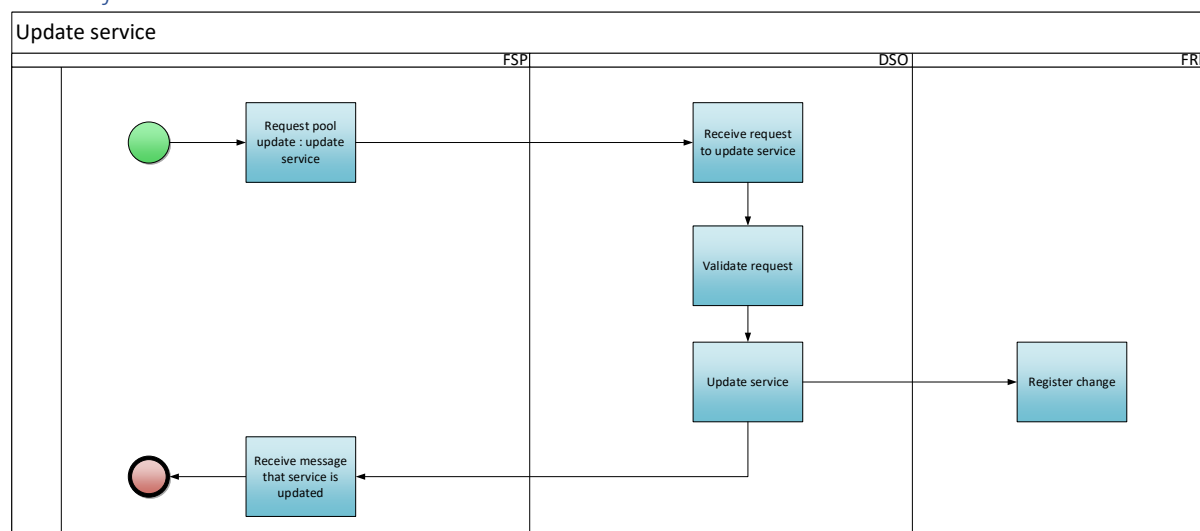 Update service
FSP
DSO
Request pool
update : update
service
Receive request
to update service
Validate request
Update service
Register change
Receive message
that service is
updated